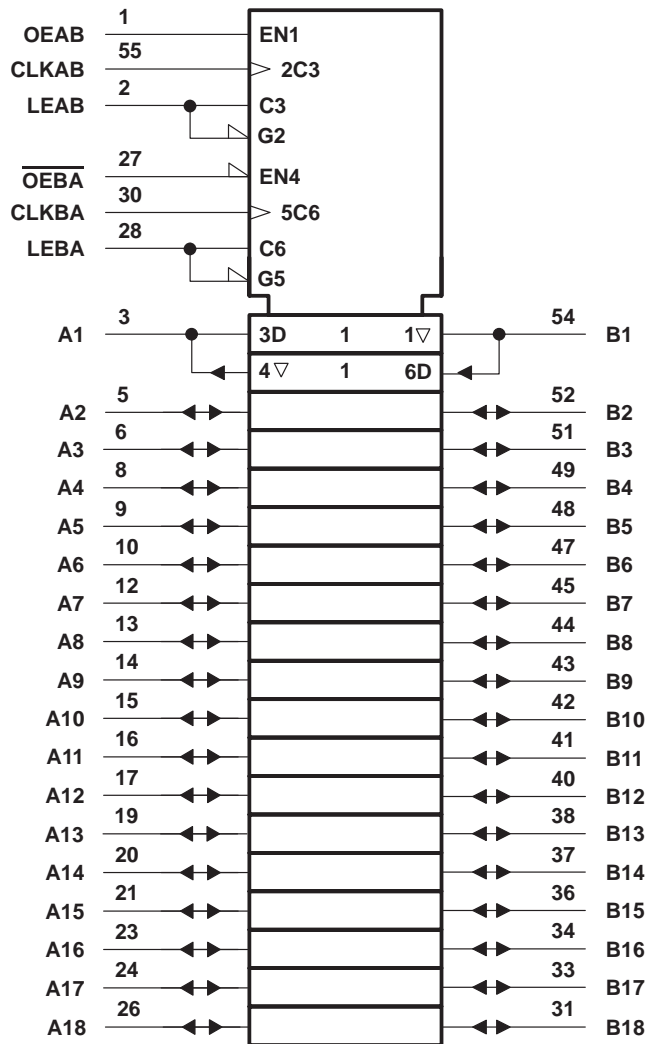 OEAB 1 EN1
CLKAB 55 2C3
LEAB 2 C3
G2
OEBA 27 EN4
CLKBA 30 5C6
LEBA 28 C6
G5
A1 3 3D 1 1▽ 54 B1
4▽ 1 6D
A2 5 52 B2
A3 6 51 B3
A4 8 49 B4
A5 9 48 B5
A6 10 47 B6
A7 12 45 B7
A8 13 44 B8
A9 14 43 B9
A10 15 42 B10
A11 16 41 B11
A12 17 40 B12
A13 19 38 B13
A14 20 37 B14
A15 21 36 B15
A16 23 34 B16
A17 24 33 B17
A18 26 31 B18